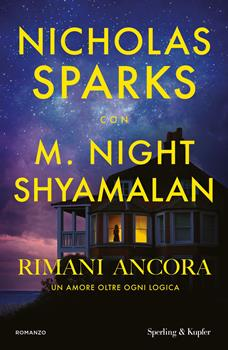 NICHOLAS
SPARKS
CON
M. NIGHT
SHYAMALAN
RIMANI ANCORA
UN AMORE OLTRE OGNI LOGICA
ROMANZO
Sperling & Kupfer